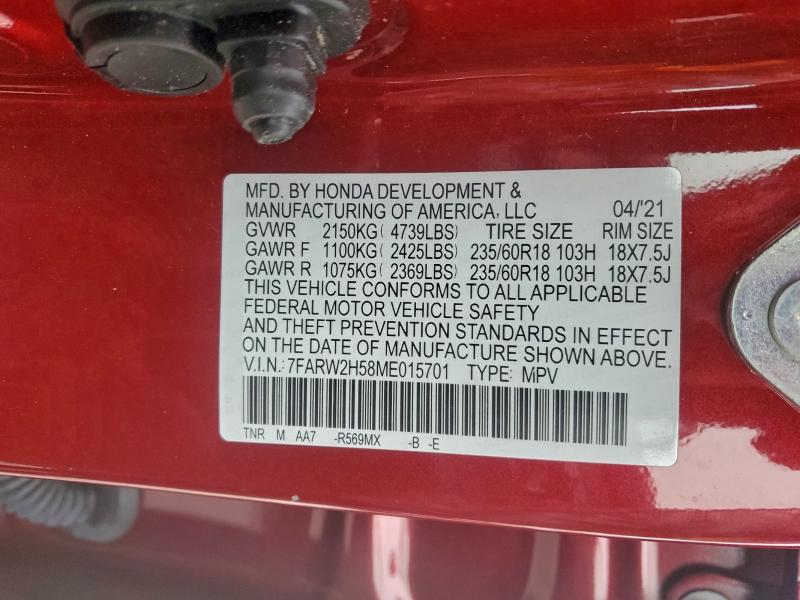 MFD. BY HONDA DEVELOPMENT &
MANUFACTURING OF AMERICA, LLC 04/'21
GVWR 2150KG( 4739LBS) TIRE SIZE RIM SIZE
GAWR F 1100KG( 2425LBS) 235/60R18 103H 18X7.5J
GAWR R 1075KG( 2369LBS) 235/60R18 103H 18X7.5J
THIS VEHICLE CONFORMS TO ALL APPLICABLE
FEDERAL MOTOR VEHICLE SAFETY
AND THEFT PREVENTION STANDARDS IN EFFECT
ON THE DATE OF MANUFACTURE SHOWN ABOVE.
V.I.N.:7FARW2H58ME015701 TYPE: MPV
TNR M AA7 -R569MX -B -E